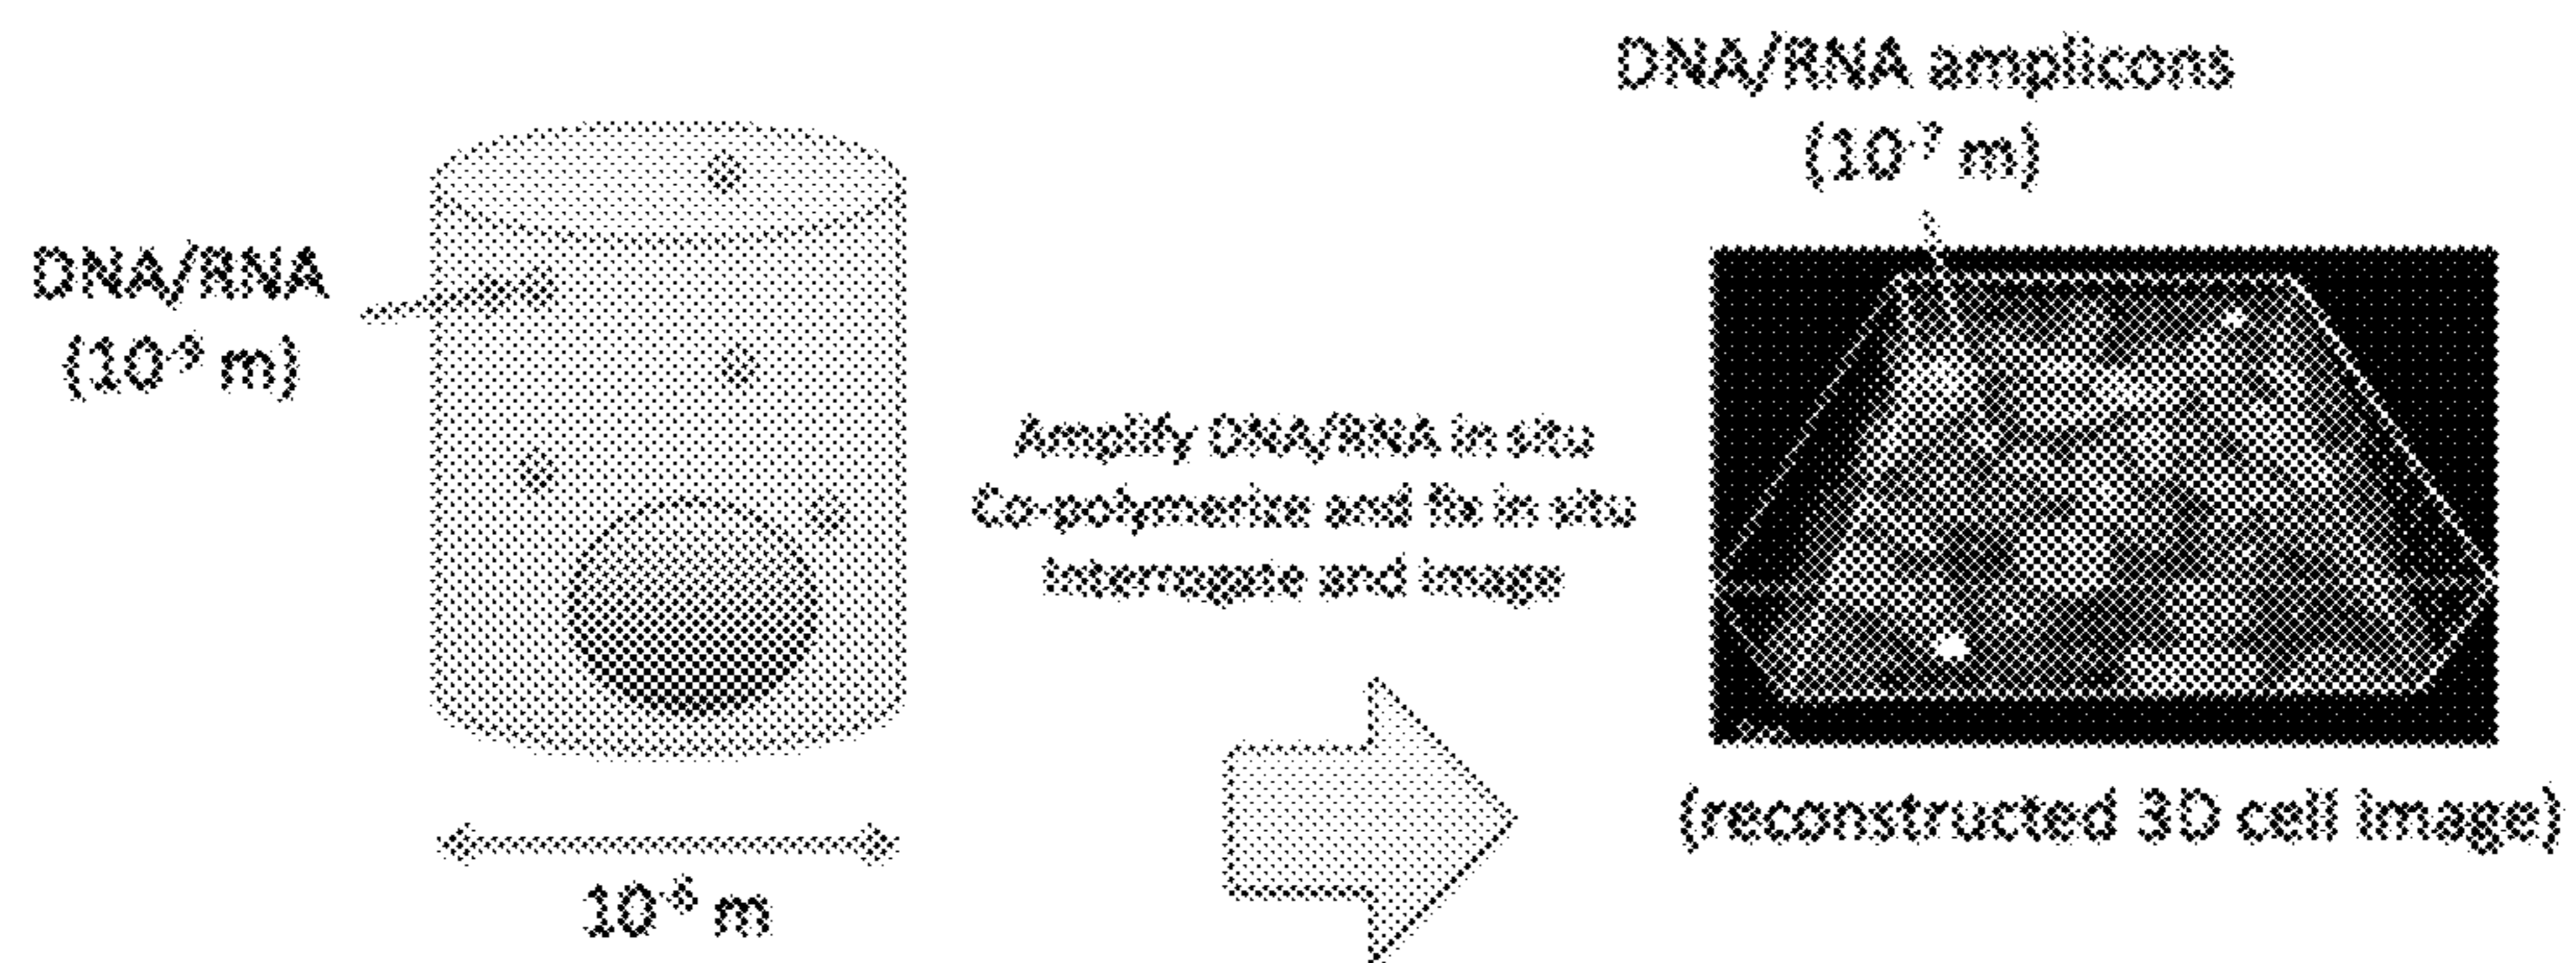 DNA/RNA
(10⁻⁹ m)
10⁻⁶ m
Amplify DNA/RNA in situ
Co-polymerize and fix in situ
Interrogate and image
DNA/RNA amplicons
(10⁻⁷ m)
(reconstructed 3D cell image)